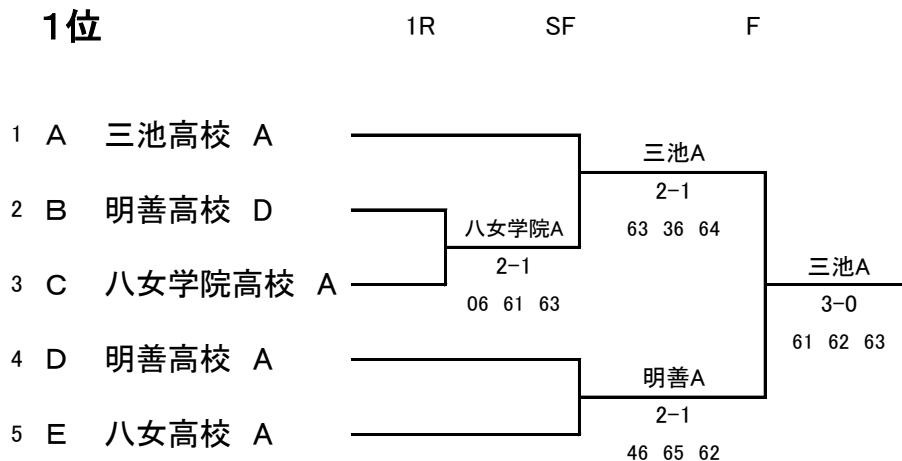 1位 1R SF F
1 A 三池高校 A
三池A
2-1
2 B 明善高校 D
63 36 64
八女学院A
2-1
三池A
3 C 八女学院高校 A
06 61 63
3-0
61 62 63
4 D 明善高校 A
明善A
2-1
5 E 八女高校 A
46 65 62